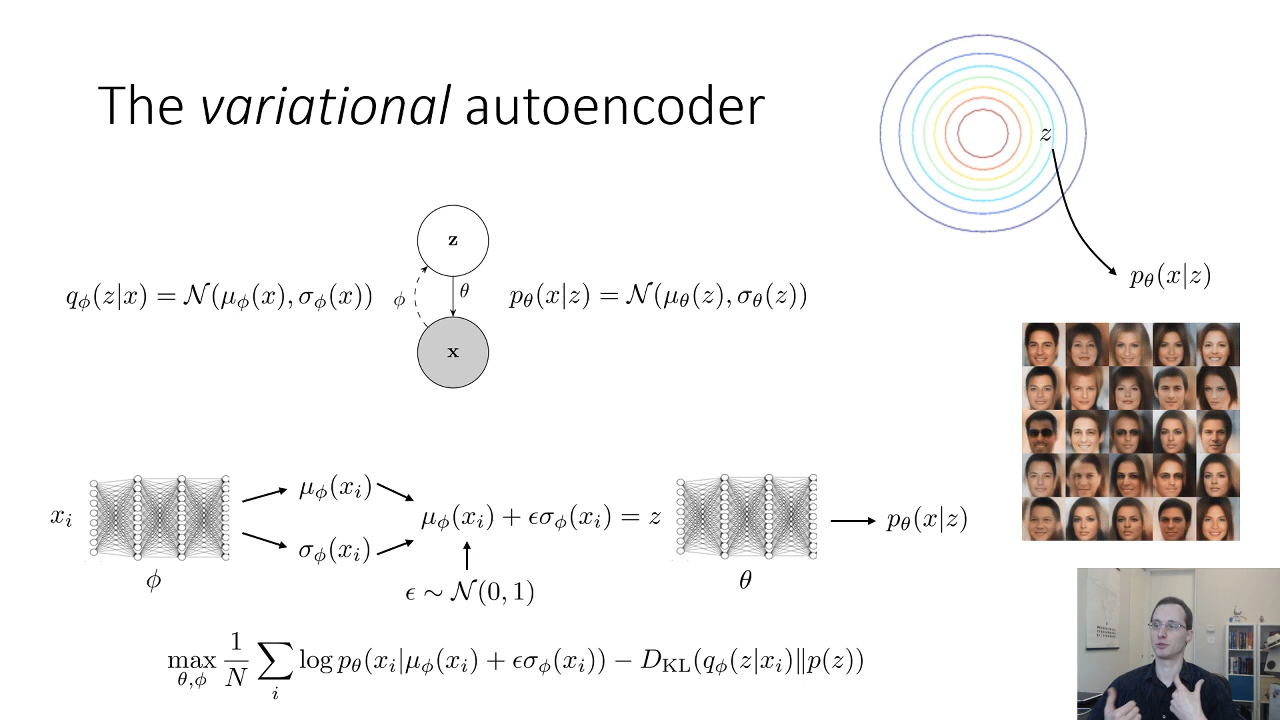 The variational autoencoder
z
p_θ(x|z)
z
q_ϕ(z|x) = N(μ_ϕ(x), σ_ϕ(x))
ϕ
θ
p_θ(x|z) = N(μ_θ(z), σ_θ(z))
x
x_i
ϕ
μ_ϕ(x_i)
σ_ϕ(x_i)
μ_ϕ(x_i) + ϵσ_ϕ(x_i) = z
ϵ ∼ N(0, 1)
θ
p_θ(x|z)
max_{θ,ϕ} 1/N ∑_i log p_θ(x_i|μ_ϕ(x_i) + ϵσ_ϕ(x_i)) − D_KL(q_ϕ(z|x_i)‖p(z))